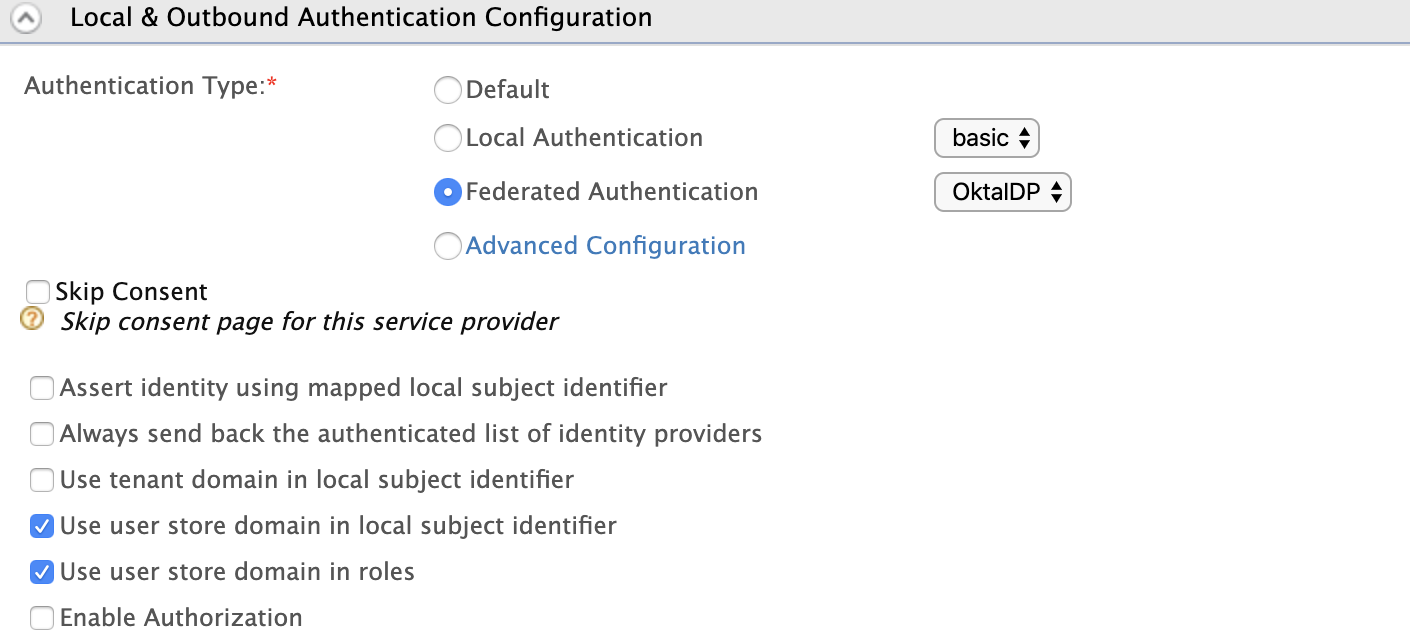 Local & Outbound Authentication Configuration
Authentication Type:*
Default
Local Authentication basic
Federated Authentication OktaIDP
Advanced Configuration
Skip Consent
? Skip consent page for this service provider
Assert identity using mapped local subject identifier
Always send back the authenticated list of identity providers
Use tenant domain in local subject identifier
Use user store domain in local subject identifier
Use user store domain in roles
Enable Authorization